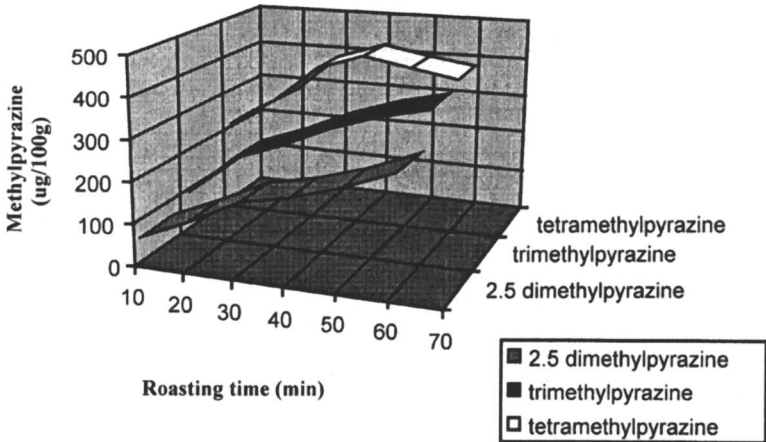 Methylpyrazine
(ug/100g)
500
400
300
200
100
0
10 20 30 40 50 60 70
tetramethylpyrazine
trimethylpyrazine
2.5 dimethylpyrazine
Roasting time (min)
2.5 dimethylpyrazine
trimethylpyrazine
tetramethylpyrazine